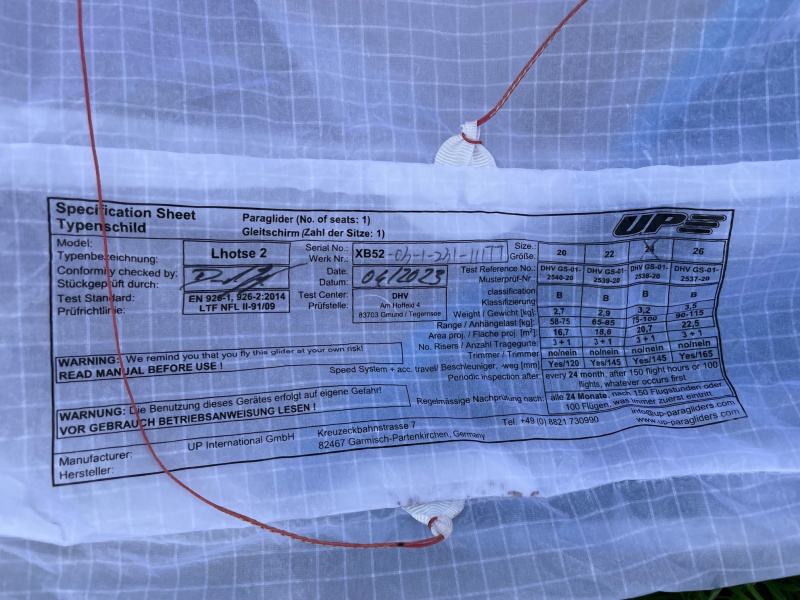 Specification Sheet
Typenschild
Paraglider (No. of seats: 1)
Gleitschirm (Zahl der Sitze: 1)
UP
Model:
Typenbezeichnung:
Lhotse 2
Serial No.:
Werk Nr.:
XB52
Size.:
Größe:
20 22 24 26
Conformity checked by:
Stückgeprüft durch:
Date:
Datum:
04/2023
Test Reference No.:
Musterprüf-Nr.
DHV GS-01-2540-20
DHV GS-01-2539-20
DHV GS-01-2538-20
DHV GS-01-2537-20
Test Standard:
Prüfrichtlinie:
EN 926-1, 926-2:2014
LTF NFL II-91/09
Test Center:
Prüfstelle:
DHV
Am Hoffeld 4
83703 Gmund / Tegernsee
classification
Klassifizierung
B B B B
Weight / Gewicht [kg]: 2,7 2,9 3,2 3,5
Range / Anhängelast [kg]: 58-75 65-85 75-100 90-115
Area proj. / Fläche proj. [m²]: 16,7 18,6 20,7 22,5
No. Risers / Anzahl Tragegurte: 3 + 1 3 + 1 3 + 1 3 + 1
Trimmer / Trimmer no/nein no/nein no/nein no/nein
Speed System + acc. travel/ Beschleuniger, weg [mm] Yes/120 Yes/145 Yes/145 Yes/165
WARNING: We remind you that you fly this glider at your own risk!
READ MANUAL BEFORE USE !
Periodic inspection after: every 24 month, after 150 flight hours or 100
flights, whatever occurs first
WARNUNG: Die Benutzung dieses Gerätes erfolgt auf eigene Gefahr!
VOR GEBRAUCH BETRIEBSANWEISUNG LESEN !
Regelmässige Nachprüfung nach: alle 24 Monate, nach 150 Flugstunden oder
100 Flügen, was immer zuerst eintritt
Manufacturer:
Hersteller:
UP International GmbH
Kreuzeckbahnstrasse 7
82467 Garmisch-Partenkirchen, Germany
Tel. +49 (0) 8821 730990
info@up-paragliders.com
www.up-paragliders.com